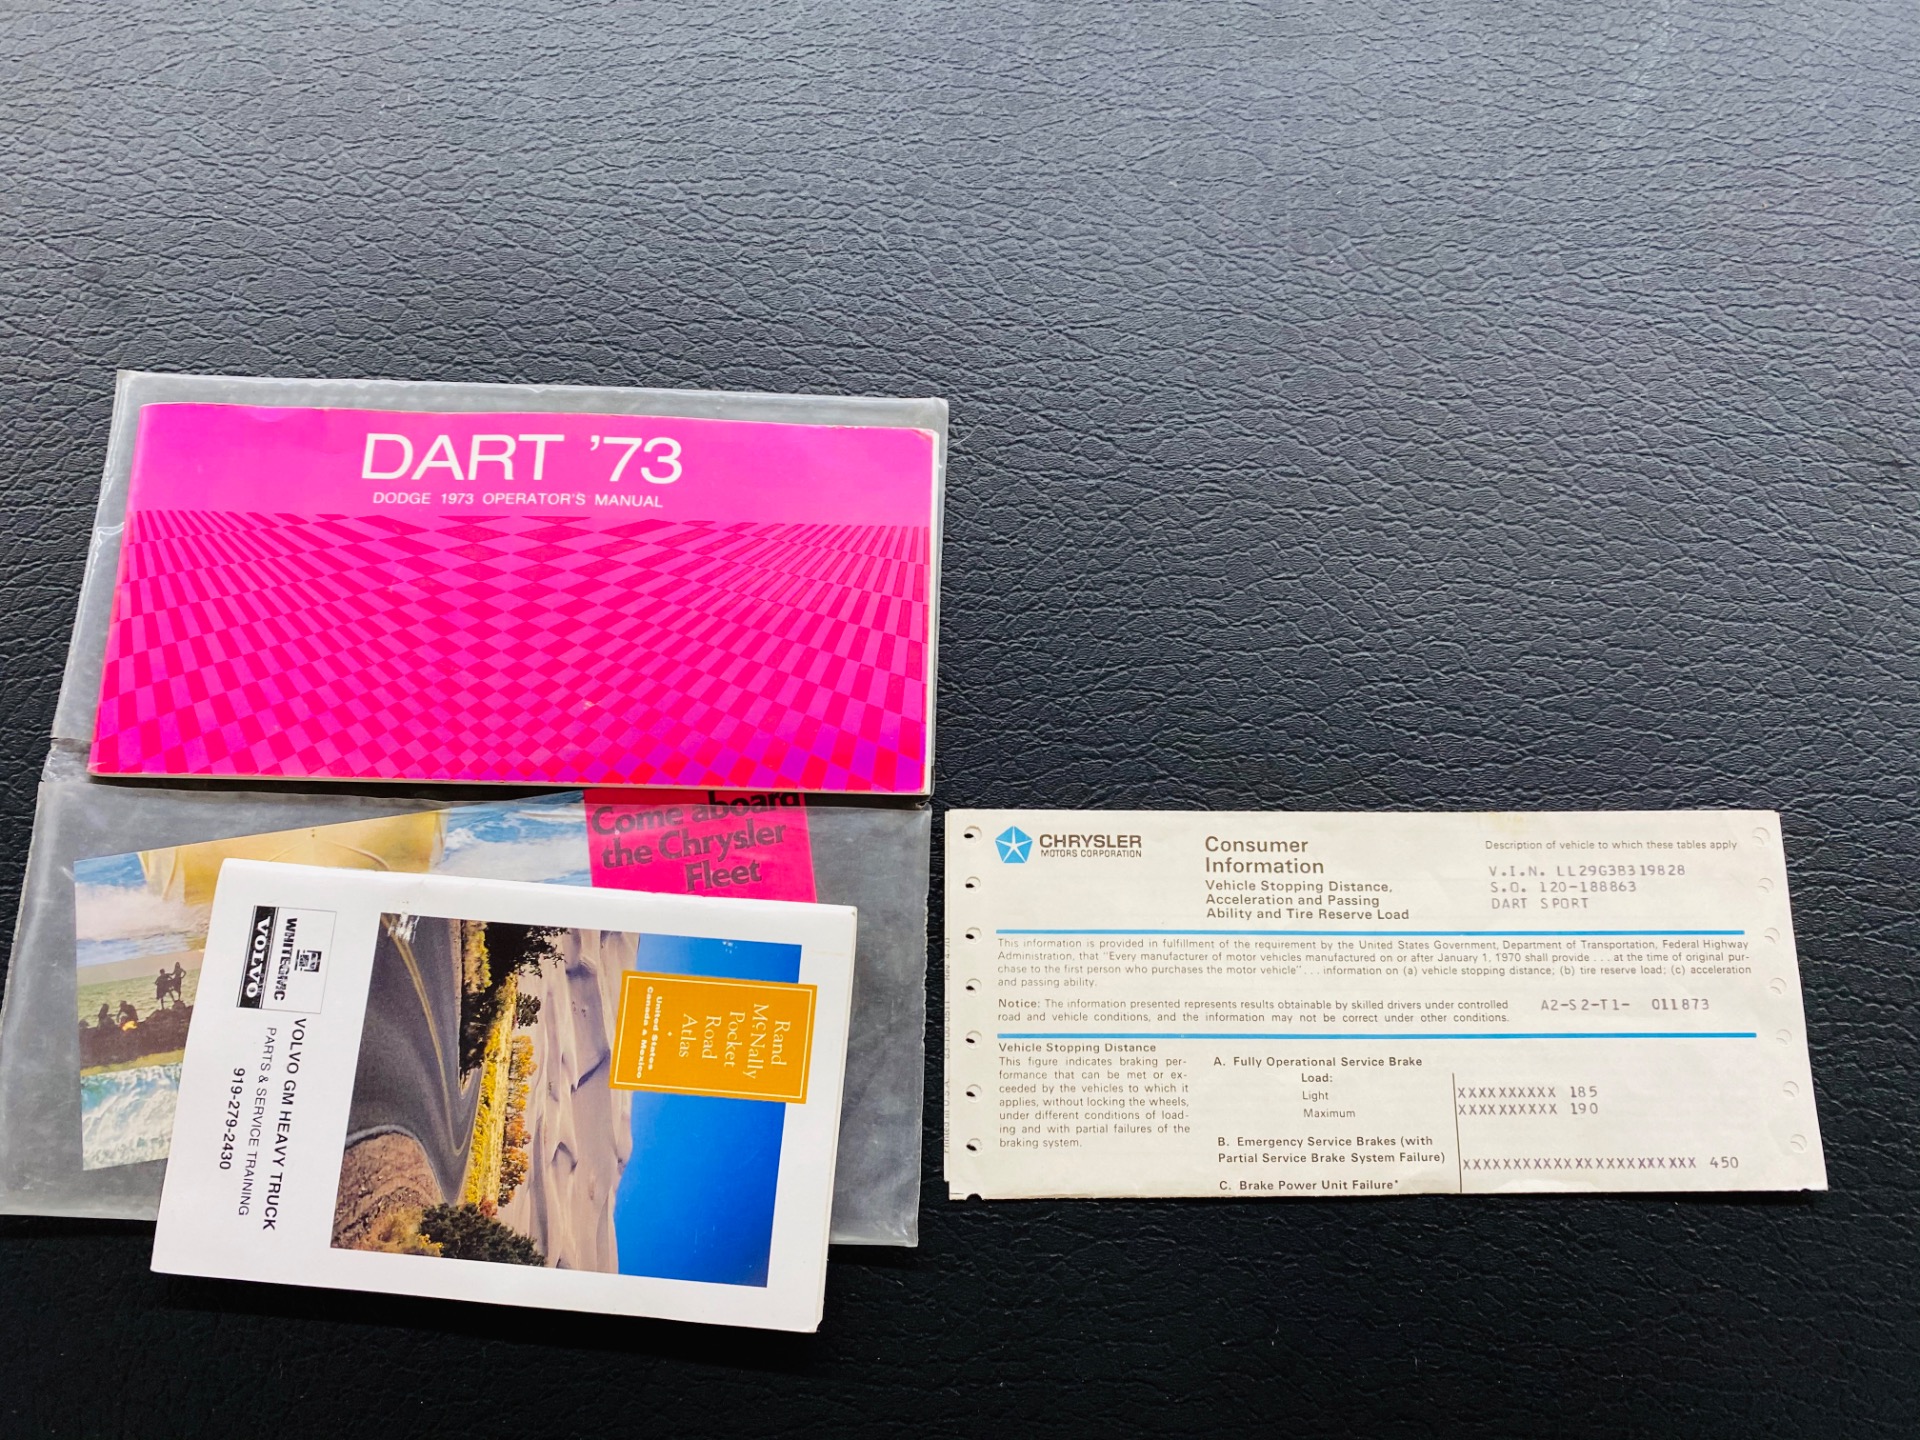 DART '73
DODGE 1973 OPERATOR'S MANUAL
Come aboard
the Chrysler
Fleet
WHITEGMC
VOLVO
VOLVO GM HEAVY TRUCK
PARTS & SERVICE TRAINING
919-279-2430
Rand
McNally
Pocket
Road
Atlas
United States
Canada & Mexico
CHRYSLER
MOTORS CORPORATION
Consumer
Information
Vehicle Stopping Distance,
Acceleration and Passing
Ability and Tire Reserve Load
Description of vehicle to which these tables apply
V.I.N. LL29G3B319828
S.O. 120-188863
DART SPORT
This information is provided in fulfillment of the requirement by the United States Government, Department of Transportation, Federal Highway
Administration, that "Every manufacturer of motor vehicles manufactured on or after January 1, 1970 shall provide . . . at the time of original pur-
chase to the first person who purchases the motor vehicle" . . . information on (a) vehicle stopping distance; (b) tire reserve load; (c) acceleration
and passing ability.
Notice: The information presented represents results obtainable by skilled drivers under controlled
road and vehicle conditions, and the information may not be correct under other conditions.
A2-S2-T1- 011873
Vehicle Stopping Distance
This figure indicates braking per-
formance that can be met or ex-
ceeded by the vehicles to which it
applies, without locking the wheels,
under different conditions of load-
ing and with partial failures of the
braking system.
A. Fully Operational Service Brake
Load:
Light XXXXXXXXXX 185
Maximum XXXXXXXXXX 190
B. Emergency Service Brakes (with
Partial Service Brake System Failure) XXXXXXXXXXXXXXXXXXXXXXX 450
C. Brake Power Unit Failure*